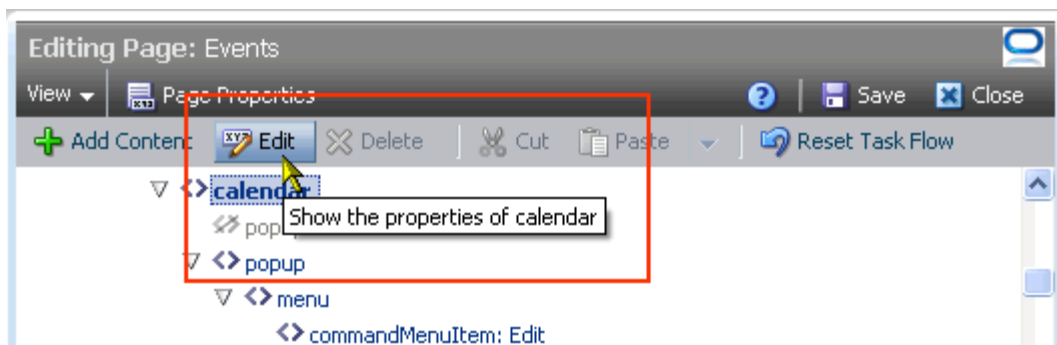 Editing Page: Events
View Page Properties Save Close
Add Content Edit Delete Cut Paste Reset Task Flow
calendar
Show the properties of calendar
popup
menu
commandMenuItem: Edit